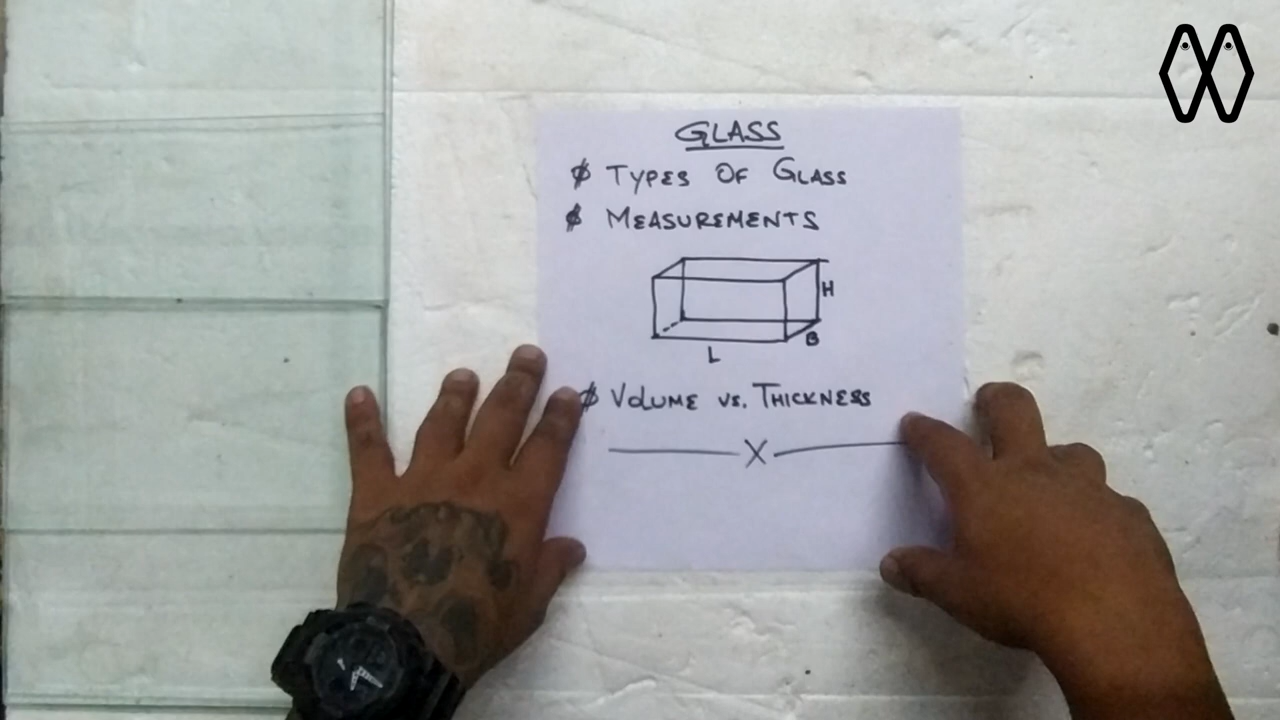 GLASS
TYPES OF GLASS
MEASUREMENTS
H
B
L
VOLUME VS. THICKNESS
X